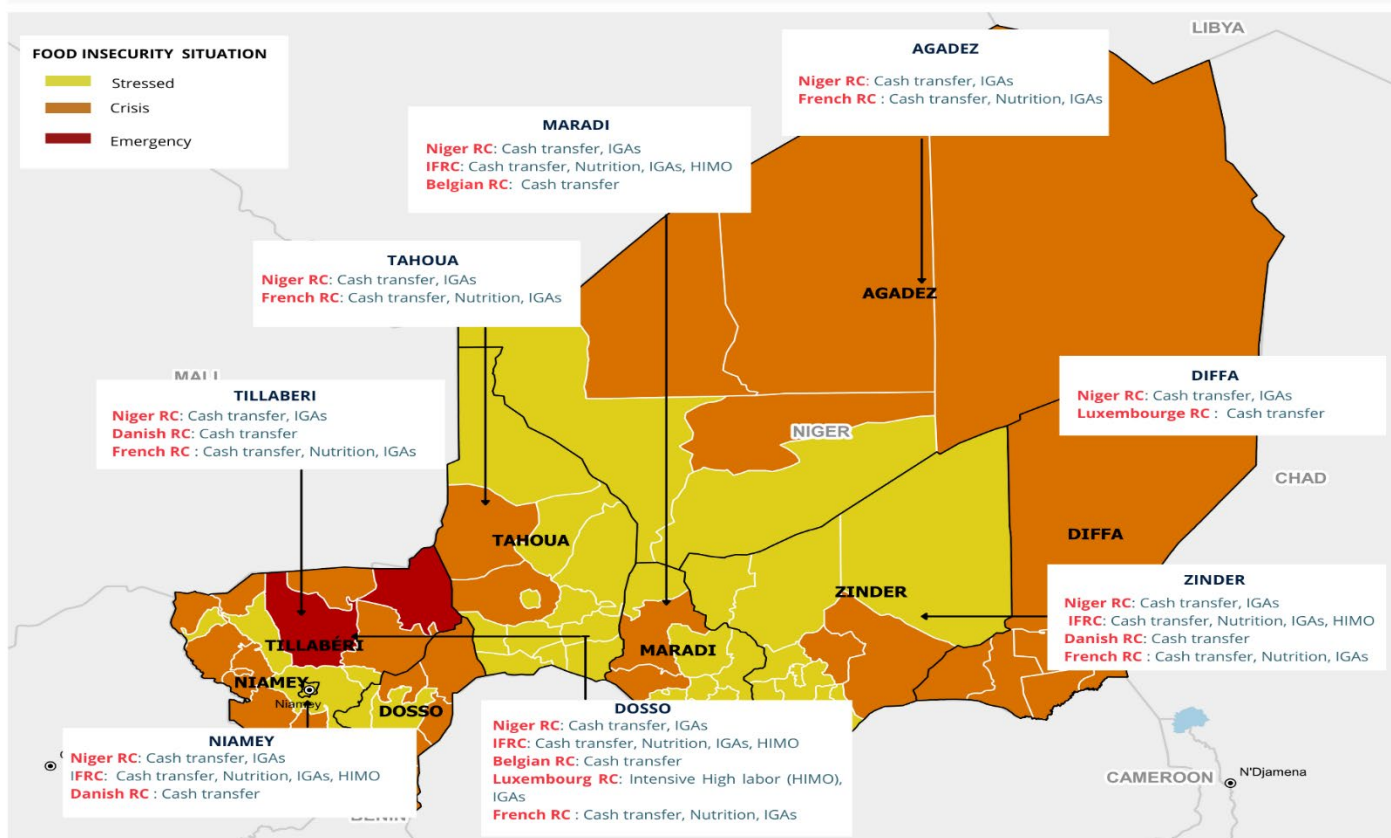 FOOD INSECURITY SITUATION
Stressed
Crisis
Emergency
LIBYA
AGADEZ
Niger RC: Cash transfer, IGAs
French RC : Cash transfer, Nutrition, IGAs
MARADI
Niger RC: Cash transfer, IGAs
IFRC: Cash transfer, Nutrition, IGAs, HIMO
Belgian RC: Cash transfer
TAHOUA
Niger RC: Cash transfer, IGAs
French RC: Cash transfer, Nutrition, IGAs
AGADEZ
MALI
TILLABERI
Niger RC: Cash transfer, IGAs
Danish RC: Cash transfer
French RC : Cash transfer, Nutrition, IGAs
DIFFA
Niger RC: Cash transfer, IGAs
Luxembourge RC : Cash transfer
NIGER
CHAD
TAHOUA
DIFFA
ZINDER
ZINDER
Niger RC: Cash transfer, IGAs
IFRC: Cash transfer, Nutrition, IGAs, HIMO
Danish RC: Cash transfer
French RC: Cash transfer, Nutrition, IGAs
TILLABÉRI
MARADI
NIAMEY
Niamey
DOSSO
DOSSO
Niger RC: Cash transfer, IGAs
IFRC: Cash transfer, Nutrition, IGAs, HIMO
Belgian RC: Cash transfer
Luxembourg RC: Intensive High labor (HIMO),
IGAs
French RC: Cash transfer, Nutrition, IGAs
NIAMEY
Niger RC: Cash transfer, IGAs
IFRC: Cash transfer, Nutrition, IGAs, HIMO
Danish RC : Cash transfer
BENIN
CAMEROON
N'Djamena